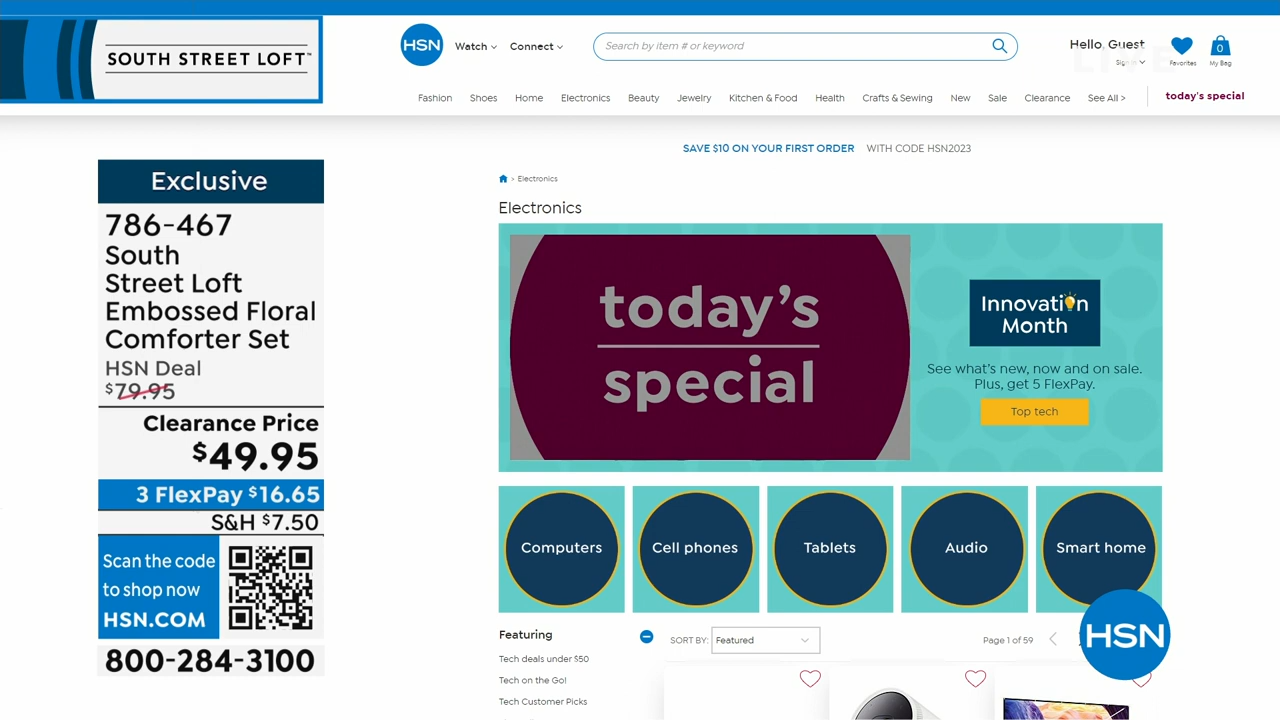 SOUTH STREET LOFT™
HSN
Watch
Connect
Search by item # or keyword
Hello, Guest
Sign in
LIVE
Favorites
0
My Bag
Fashion Shoes Home Electronics Beauty Jewelry Kitchen & Food Health Crafts & Sewing New Sale Clearance See All >
today's special
SAVE $10 ON YOUR FIRST ORDER WITH CODE HSN2023
> Electronics
Electronics
Exclusive
786-467
South
Street Loft
Embossed Floral
Comforter Set
HSN Deal
$79.95
Clearance Price
$49.95
3 FlexPay $16.65
S&H $7.50
Scan the code
to shop now
HSN.COM
800-284-3100
today's
special
Innovation
Month
See what's new, now and on sale.
Plus, get 5 FlexPay.
Top tech
Computers
Cell phones
Tablets
Audio
Smart home
Featuring
Tech deals under $50
Tech on the Go!
Tech Customer Picks
SORT BY: Featured
Page 1 of 59
HSN